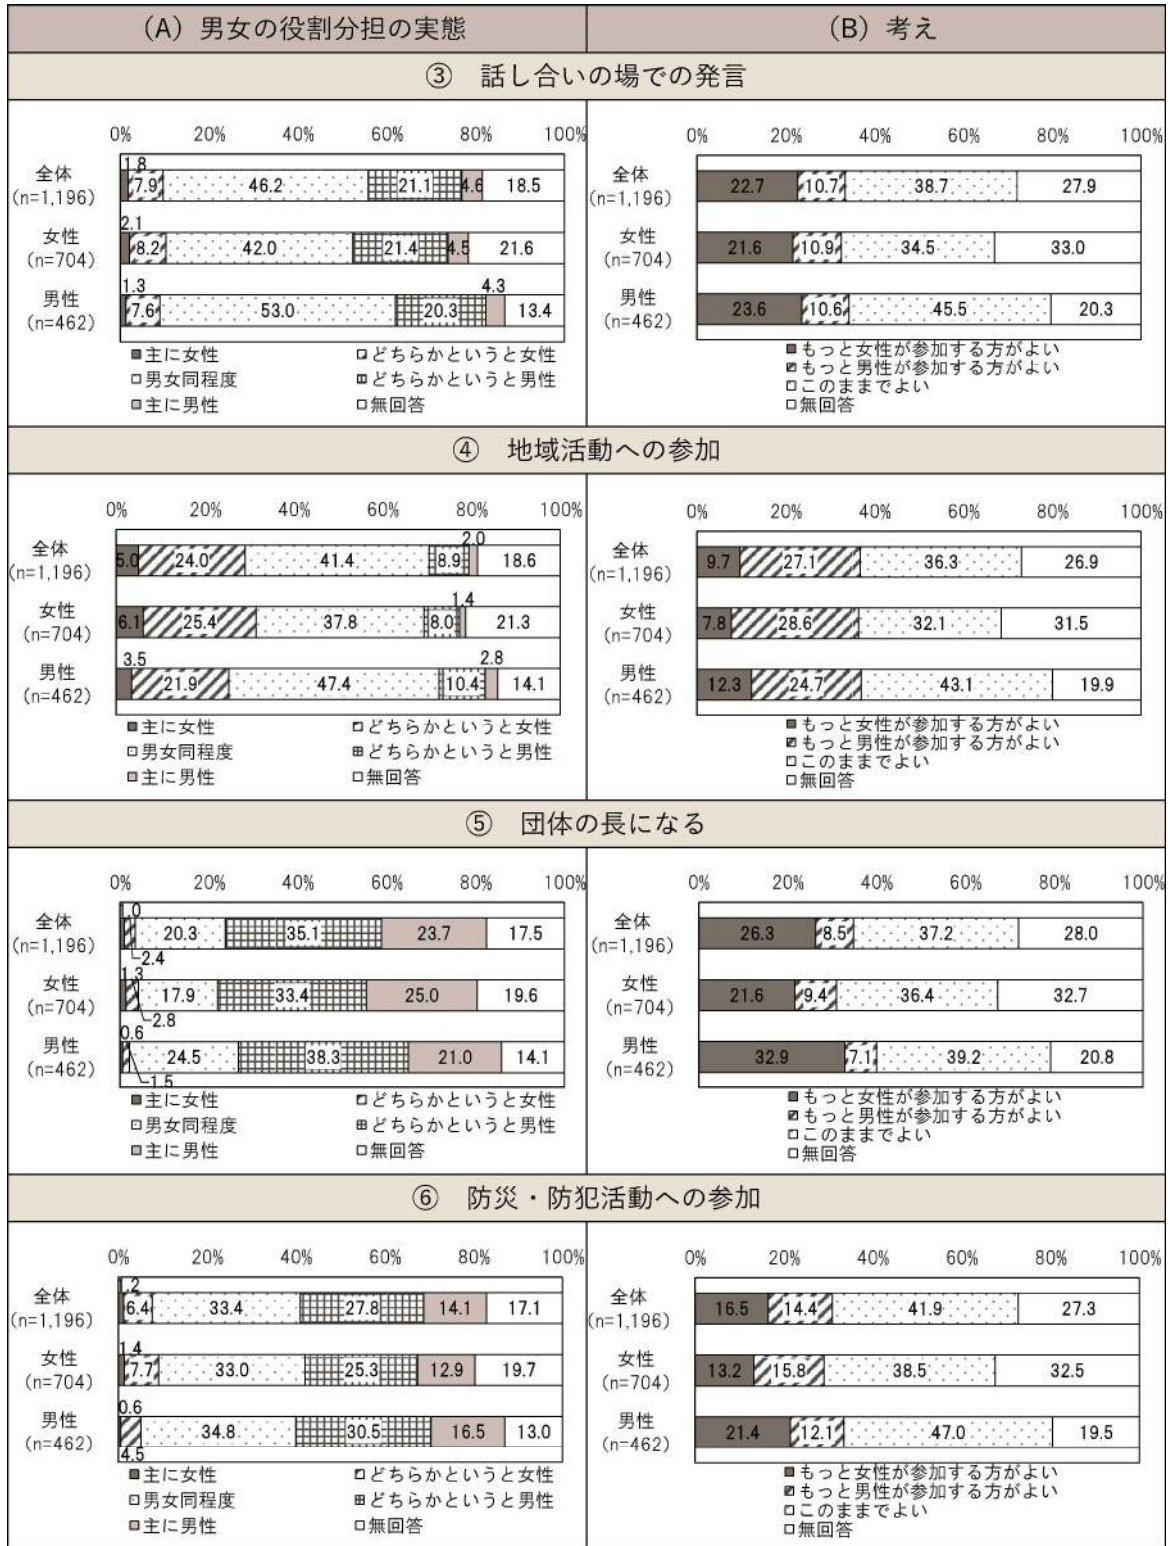 （A）男女の役割分担の実態
（B）考え
③ 話し合いの場での発言
0% 20% 40% 60% 80% 100%
全体
(n=1,196)
1.8 7.9 46.2 21.1 4.6 18.5
女性
(n=704)
2.1 8.2 42.0 21.4 4.5 21.6
男性
(n=462)
1.3 7.6 53.0 20.3 4.3 13.4
■主に女性 どちらかというと女性
男女同程度 どちらかというと男性
主に男性 □無回答
0% 20% 40% 60% 80% 100%
全体
(n=1,196)
22.7 10.7 38.7 27.9
女性
(n=704)
21.6 10.9 34.5 33.0
男性
(n=462)
23.6 10.6 45.5 20.3
■もっと女性が参加する方がよい
もっと男性が参加する方がよい
このままでよい
□無回答
④ 地域活動への参加
0% 20% 40% 60% 80% 100%
全体
(n=1,196)
5.0 24.0 41.4 8.9 2.0 18.6
女性
(n=704)
6.1 25.4 37.8 8.0 1.4 21.3
男性
(n=462)
3.5 21.9 47.4 10.4 2.8 14.1
■主に女性 どちらかというと女性
男女同程度 どちらかというと男性
主に男性 □無回答
0% 20% 40% 60% 80% 100%
全体
(n=1,196)
9.7 27.1 36.3 26.9
女性
(n=704)
7.8 28.6 32.1 31.5
男性
(n=462)
12.3 24.7 43.1 19.9
■もっと女性が参加する方がよい
もっと男性が参加する方がよい
このままでよい
□無回答
⑤ 団体の長になる
0% 20% 40% 60% 80% 100%
全体
(n=1,196)
1.0 2.4 20.3 35.1 23.7 17.5
女性
(n=704)
1.3 2.8 17.9 33.4 25.0 19.6
男性
(n=462)
0.6 1.5 24.5 38.3 21.0 14.1
■主に女性 どちらかというと女性
男女同程度 どちらかというと男性
主に男性 □無回答
0% 20% 40% 60% 80% 100%
全体
(n=1,196)
26.3 8.5 37.2 28.0
女性
(n=704)
21.6 9.4 36.4 32.7
男性
(n=462)
32.9 7.1 39.2 20.8
■もっと女性が参加する方がよい
もっと男性が参加する方がよい
このままでよい
□無回答
⑥ 防災・防犯活動への参加
0% 20% 40% 60% 80% 100%
全体
(n=1,196)
1.2 6.4 33.4 27.8 14.1 17.1
女性
(n=704)
1.4 7.7 33.0 25.3 12.9 19.7
男性
(n=462)
0.6 4.5 34.8 30.5 16.5 13.0
■主に女性 どちらかというと女性
男女同程度 どちらかというと男性
主に男性 □無回答
0% 20% 40% 60% 80% 100%
全体
(n=1,196)
16.5 14.4 41.9 27.3
女性
(n=704)
13.2 15.8 38.5 32.5
男性
(n=462)
21.4 12.1 47.0 19.5
■もっと女性が参加する方がよい
もっと男性が参加する方がよい
このままでよい
□無回答